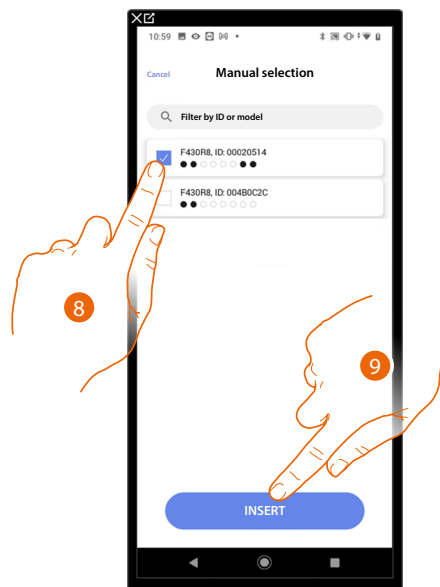 10:59
Cancel
Manual selection
Filter by ID or model
F430R8, ID: 00020514
F430R8, ID: 004B0C2C
8
9
INSERT